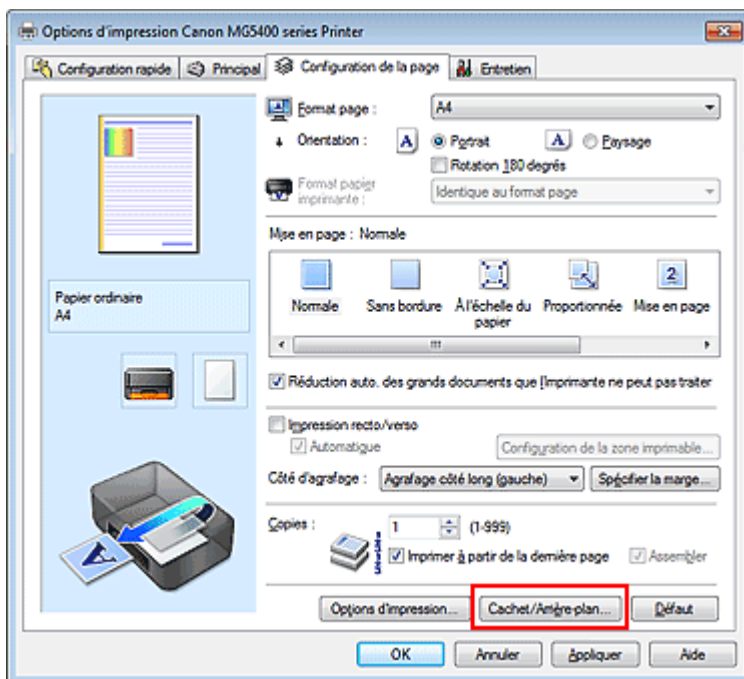 Options d'impression Canon MG5400 series Printer
Configuration rapide Principal Configuration de la page Entretien
Format page : A4
Orientation : A Portrait A Paysage
Rotation 180 degrés
Format papier imprimante : Identique au format page
Mise en page : Normale
Normale Sans bordure À l'échelle du papier Proportionnée Mise en page
Papier ordinaire
A4
Réduction auto. des grands documents que l'imprimante ne peut pas traiter
Impression recto/verso
Automatique Configuration de la zone imprimable...
Côté d'agrafage : Agrafage côté long (gauche) Spécifier la marge...
Copies : 1 (1-999)
Imprimer à partir de la dernière page Assembler
Options d'impression... Cachet/Arrière-plan... Défaut
OK Annuler Appliquer Aide